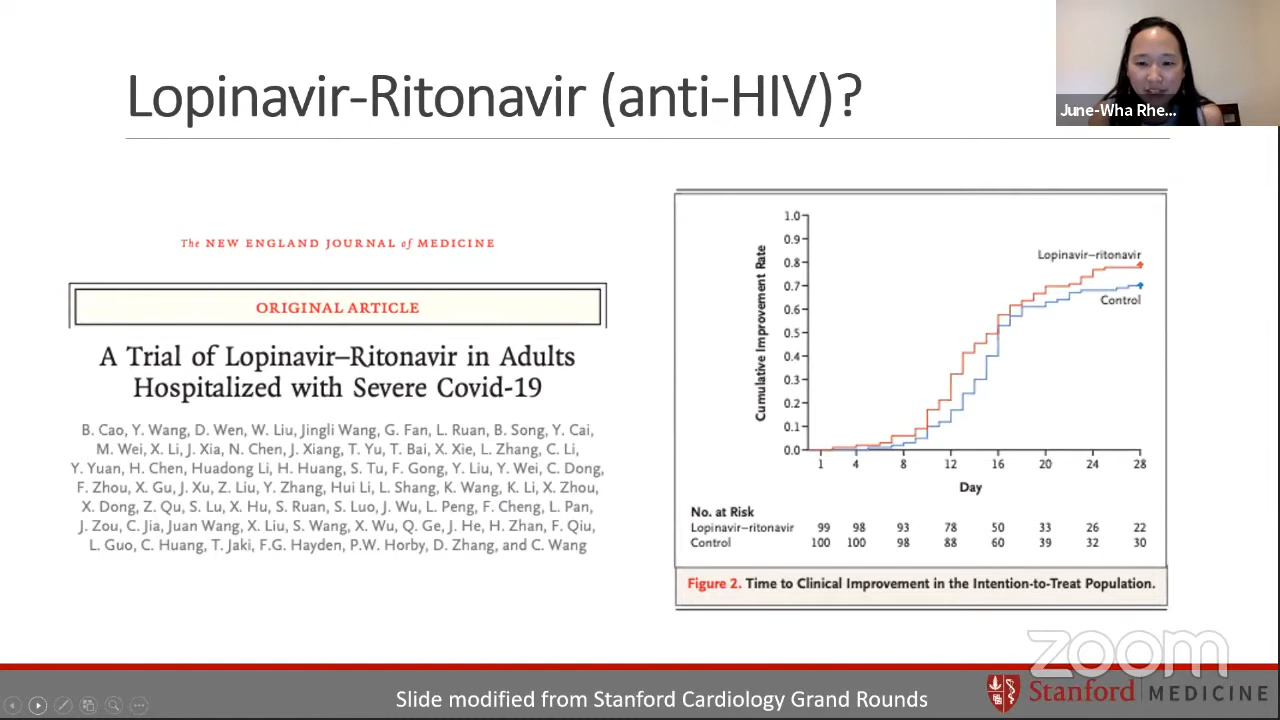 Lopinavir-Ritonavir (anti-HIV)?
June-Wha Rhe...
The NEW ENGLAND JOURNAL of MEDICINE
ORIGINAL ARTICLE
A Trial of Lopinavir–Ritonavir in Adults
Hospitalized with Severe Covid-19
B. Cao, Y. Wang, D. Wen, W. Liu, Jingli Wang, G. Fan, L. Ruan, B. Song, Y. Cai,
M. Wei, X. Li, J. Xia, N. Chen, J. Xiang, T. Yu, T. Bai, X. Xie, L. Zhang, C. Li,
Y. Yuan, H. Chen, Huadong Li, H. Huang, S. Tu, F. Gong, Y. Liu, Y. Wei, C. Dong,
F. Zhou, X. Gu, J. Xu, Z. Liu, Y. Zhang, Hui Li, L. Shang, K. Wang, K. Li, X. Zhou,
X. Dong, Z. Qu, S. Lu, X. Hu, S. Ruan, S. Luo, J. Wu, L. Peng, F. Cheng, L. Pan,
J. Zou, C. Jia, Juan Wang, X. Liu, S. Wang, X. Wu, Q. Ge, J. He, H. Zhan, F. Qiu,
L. Guo, C. Huang, T. Jaki, F.G. Hayden, P.W. Horby, D. Zhang, and C. Wang
Cumulative Improvement Rate
1.0
0.9
0.8
0.7
0.6
0.5
0.4
0.3
0.2
0.1
0.0
Lopinavir–ritonavir
Control
1 4 8 12 16 20 24 28
Day
No. at Risk
Lopinavir–ritonavir 99 98 93 78 50 33 26 22
Control 100 100 98 88 60 39 32 30
Figure 2. Time to Clinical Improvement in the Intention-to-Treat Population.
zoom
Slide modified from Stanford Cardiology Grand Rounds
Stanford MEDICINE